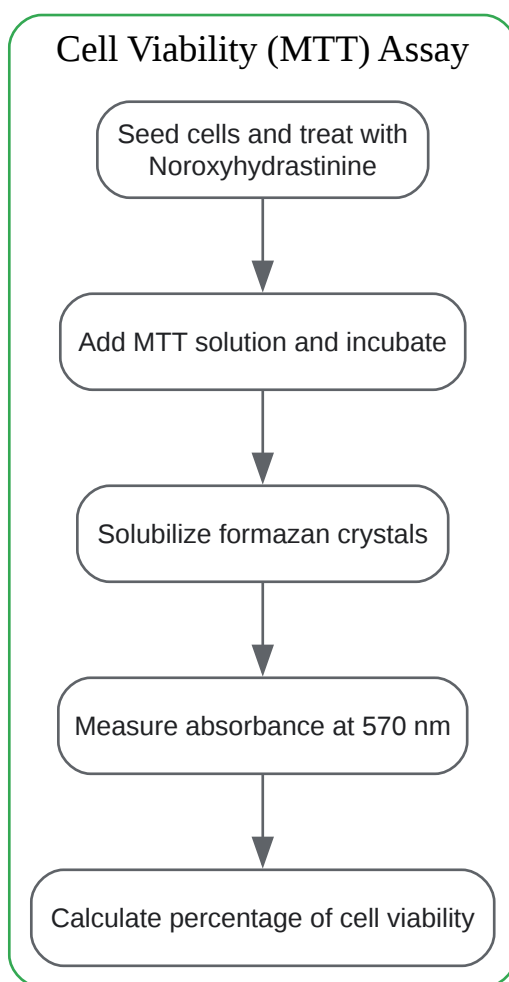 Cell Viability (MTT) Assay
Seed cells and treat with
Noroxyhydrastinine
Add MTT solution and incubate
Solubilize formazan crystals
Measure absorbance at 570 nm
Calculate percentage of cell viability